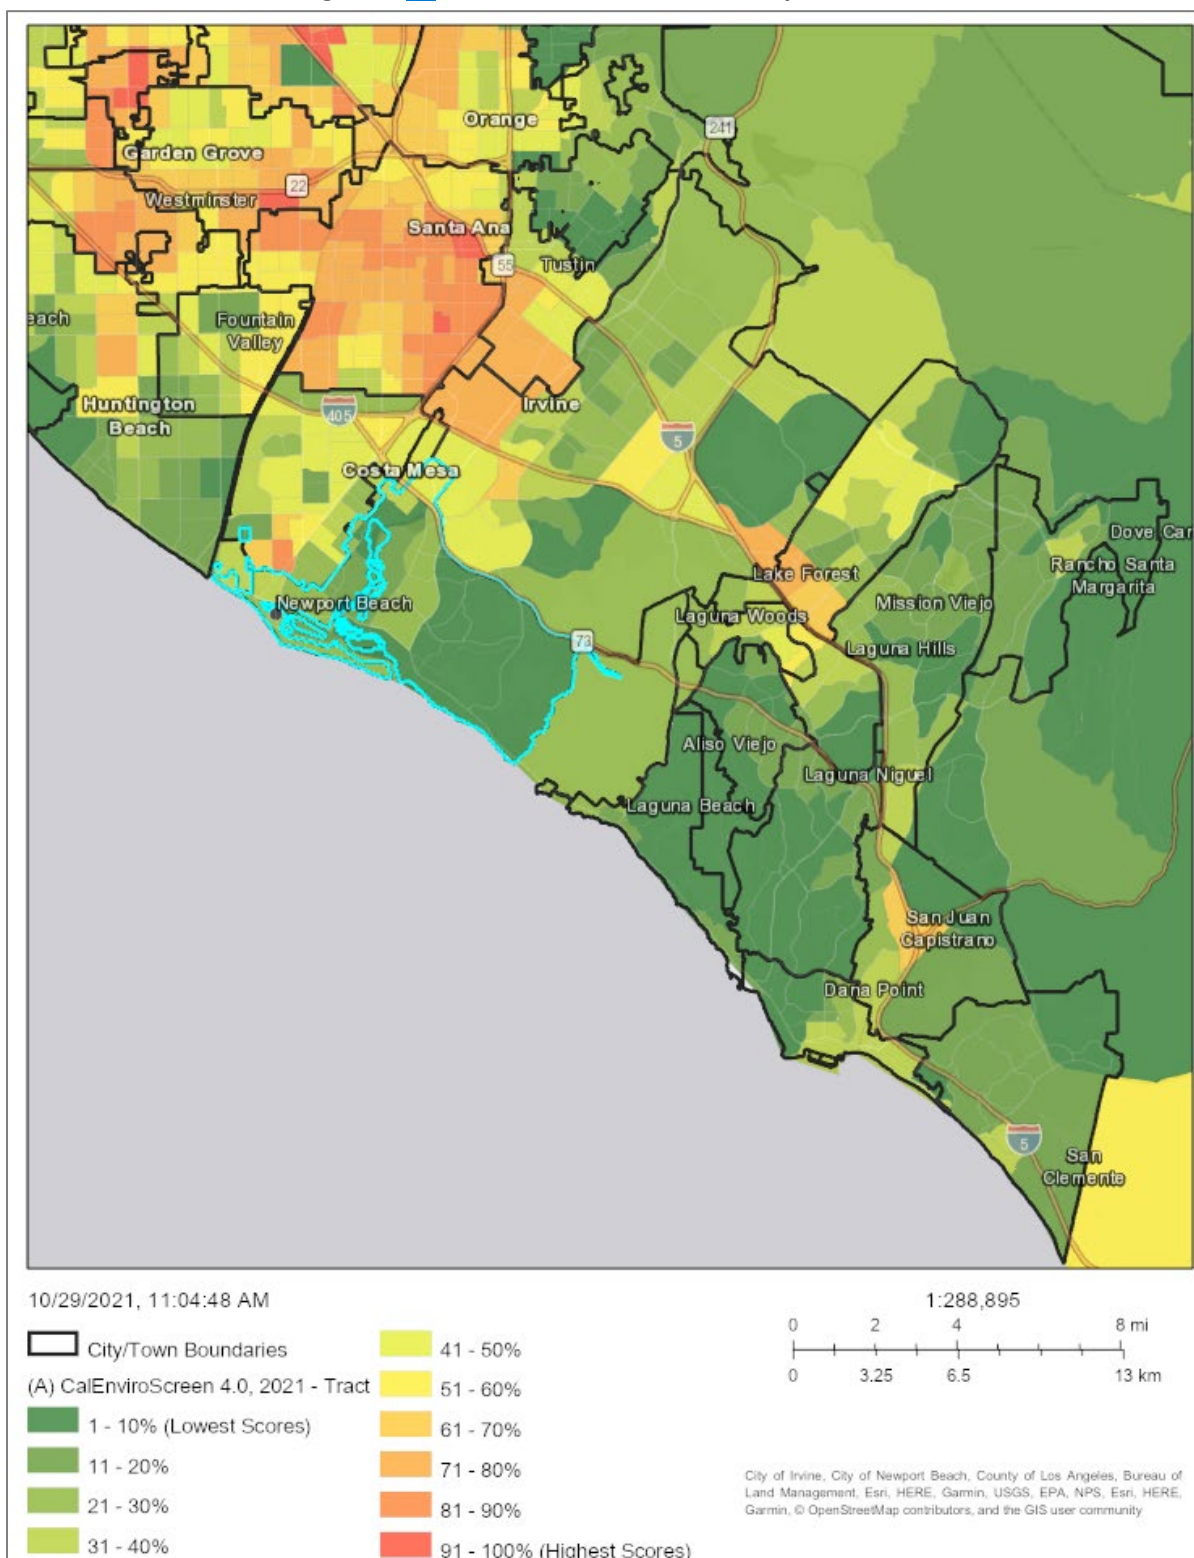 241
Orange
Garden Grove
22
Westminster
Santa Ana
55
Tustin
each
Fountain
Valley
Huntington
Beach
405
Irvine
5
Costa Mesa
Dove Can
Lake Forest
Rancho Santa
Margarita
Newport Beach
Laguna Woods
Mission Viejo
73
Laguna Hills
Aliso Viejo
Laguna Niguel
Laguna Beach
San Juan
Capistrano
Dana Point
5
San
Clemente
10/29/2021, 11:04:48 AM
City/Town Boundaries
(A) CalEnviroScreen 4.0, 2021 - Tract
1 - 10% (Lowest Scores)
11 - 20%
21 - 30%
31 - 40%
41 - 50%
51 - 60%
61 - 70%
71 - 80%
81 - 90%
91 - 100% (Highest Scores)
1:288,895
0 2 4 8 mi
0 3.25 6.5 13 km
City of Irvine, City of Newport Beach, County of Los Angeles, Bureau of
Land Management, Esri, HERE, Garmin, USGS, EPA, NPS, Esri, HERE,
Garmin, © OpenStreetMap contributors, and the GIS user community